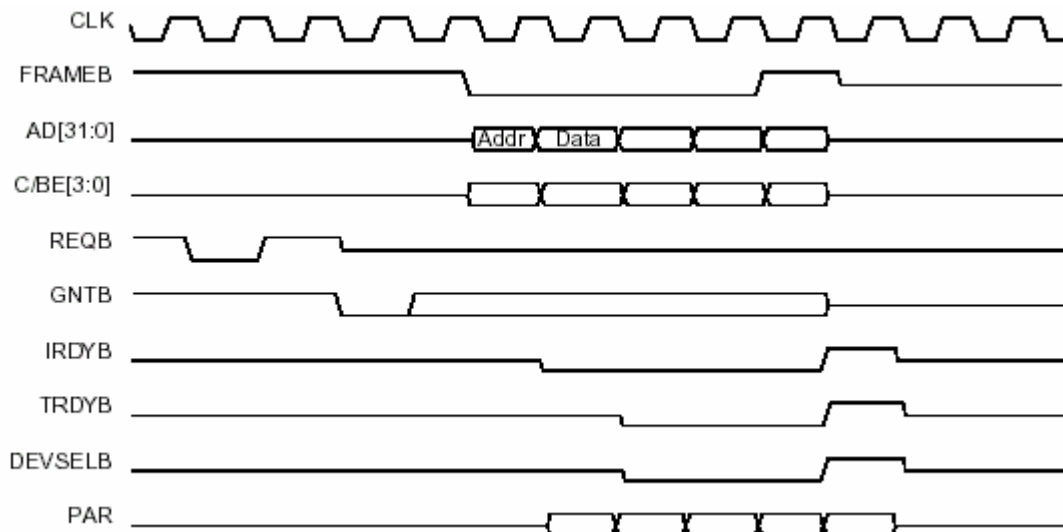 CLK
FRAMEB
AD[31:0]
Addr Data
C/BE[3:0]
REQB
GNTB
IRDYB
TRDYB
DEVSELB
PAR